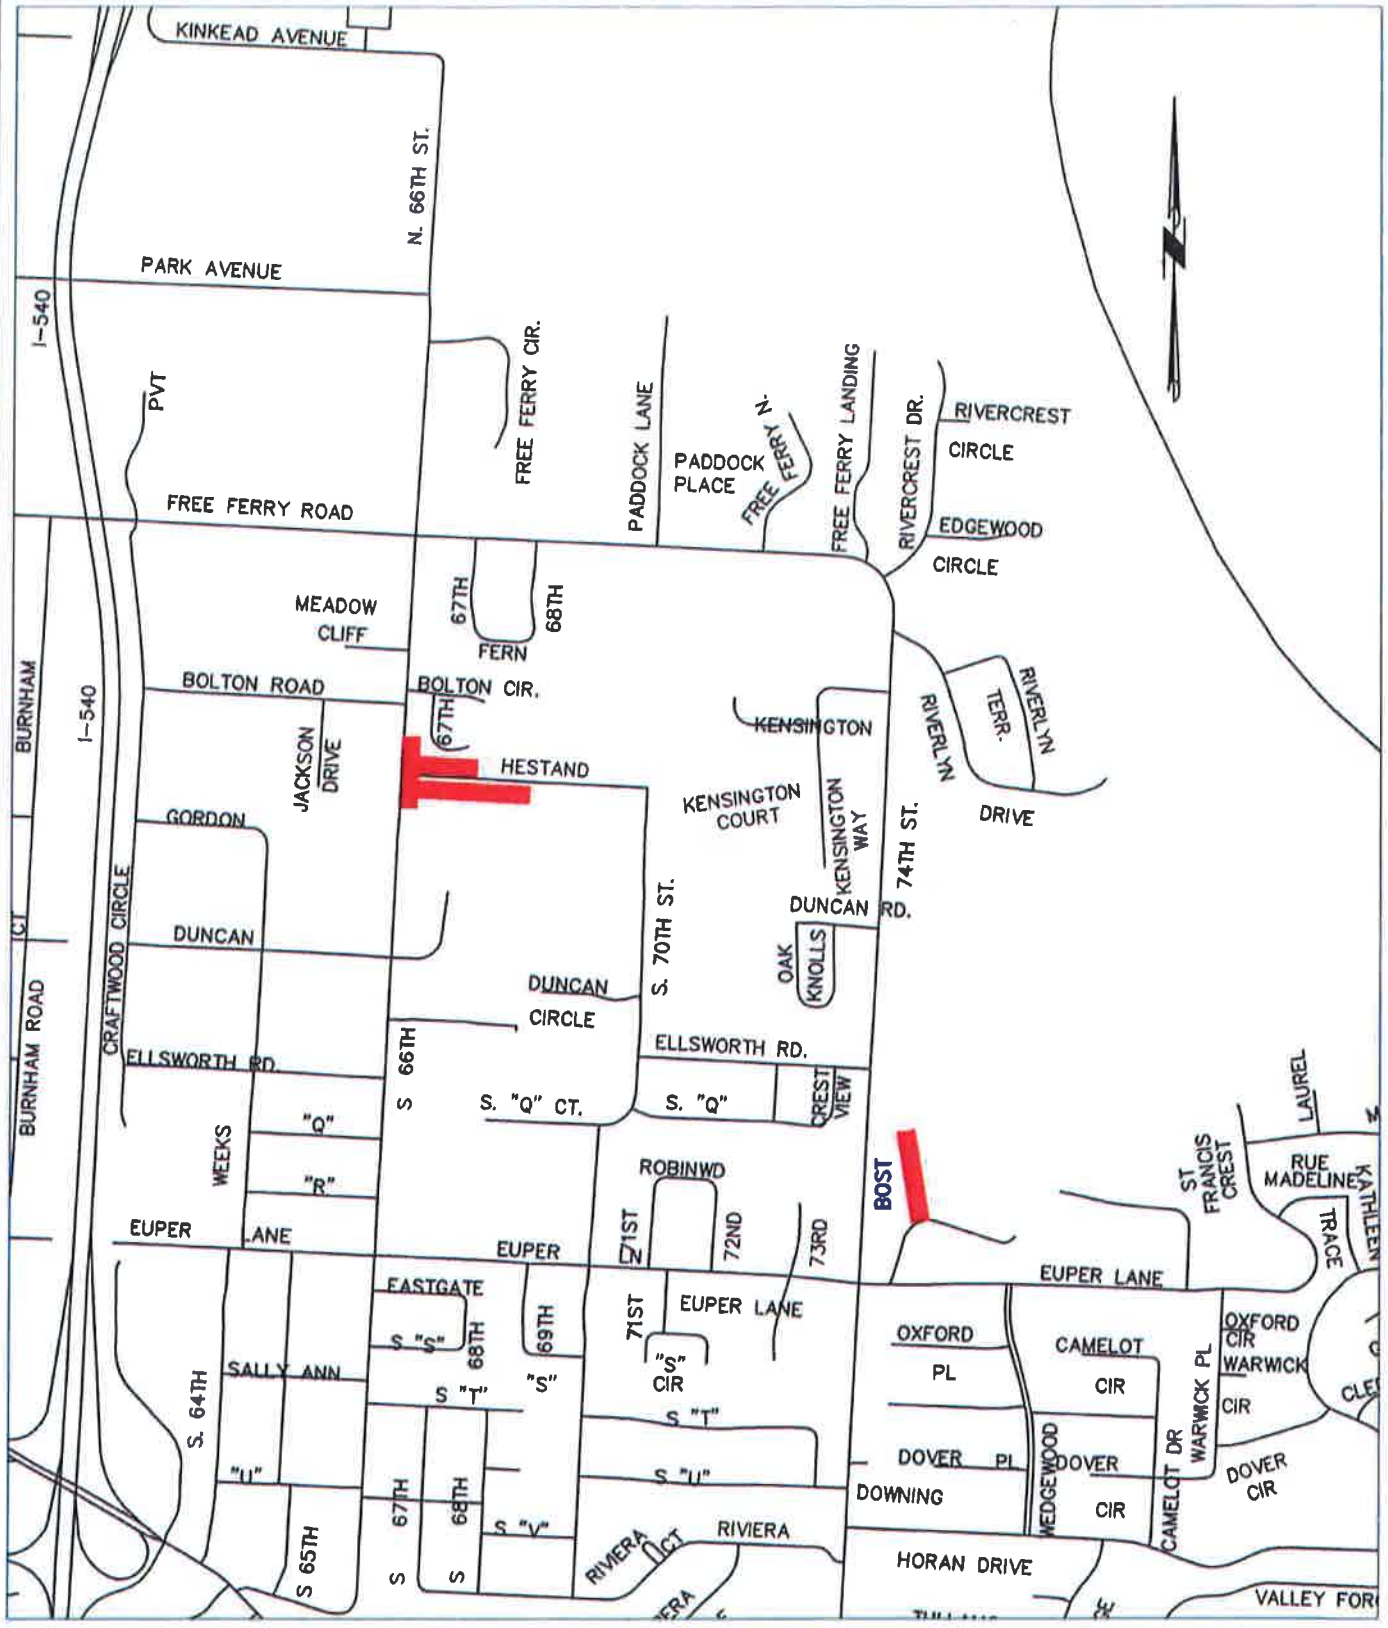 KINKEAD AVENUE
N. 66TH ST.
PARK AVENUE
I-540
PVT
FREE FERRY CIR.
PADDOCK LANE
PADDOCK
PLACE
FREE FERRY N.
FREE FERRY LANDING
RIVERCREST DR.
RIVERCREST
CIRCLE
N
FREE FERRY ROAD
EDGEWOOD
CIRCLE
MEADOW
CLIFF
67TH
68TH
FERN
BURNHAM
I-540
BOLTON ROAD
BOLTON CIR.
67TH
JACKSON
DRIVE
HESTAND
KENSINGTON
KENSINGTON
COURT
KENSINGTON
WAY
74TH ST.
RIVERLYN
TERR.
RIVERLYN
DRIVE
GORDON
CRAFTWOOD CIRCLE
DUNCAN
CT
BURNHAM ROAD
S. 70TH ST.
DUNCAN RD.
OAK
KNOLLS
DUNCAN
CIRCLE
ELLSWORTH RD.
S 66TH
ELLSWORTH RD.
S. "Q" CT.
S. "Q"
CREST
VIEW
WEEKS
"Q"
"R"
ROBINWD
71ST
72ND
73RD
BOST
ST
FRANCIS
CREST
LAUREL
RUE
MADELINE
KATHLEEN
TRACE
EUPER LANE
EUPER
EUPER LANE
EASTGATE
S "S"
68TH
69TH
"S"
71ST
EUPER LANE
"S"
CIR
OXFORD
PL
CAMELOT
CIR
WARWICK PL
OXFORD
CIR
WARWICK
CIR
SALLY ANN
S. 64TH
S "T"
S "T"
"U"
S "U"
S 65TH
S 67TH
S 68TH
S "V"
RIVIERA CT
RIVIERA
DOVER PL
DOWNING
WEDGEWOOD
DOVER
CIR
CAMELOT DR
DOVER
CIR
HORAN DRIVE